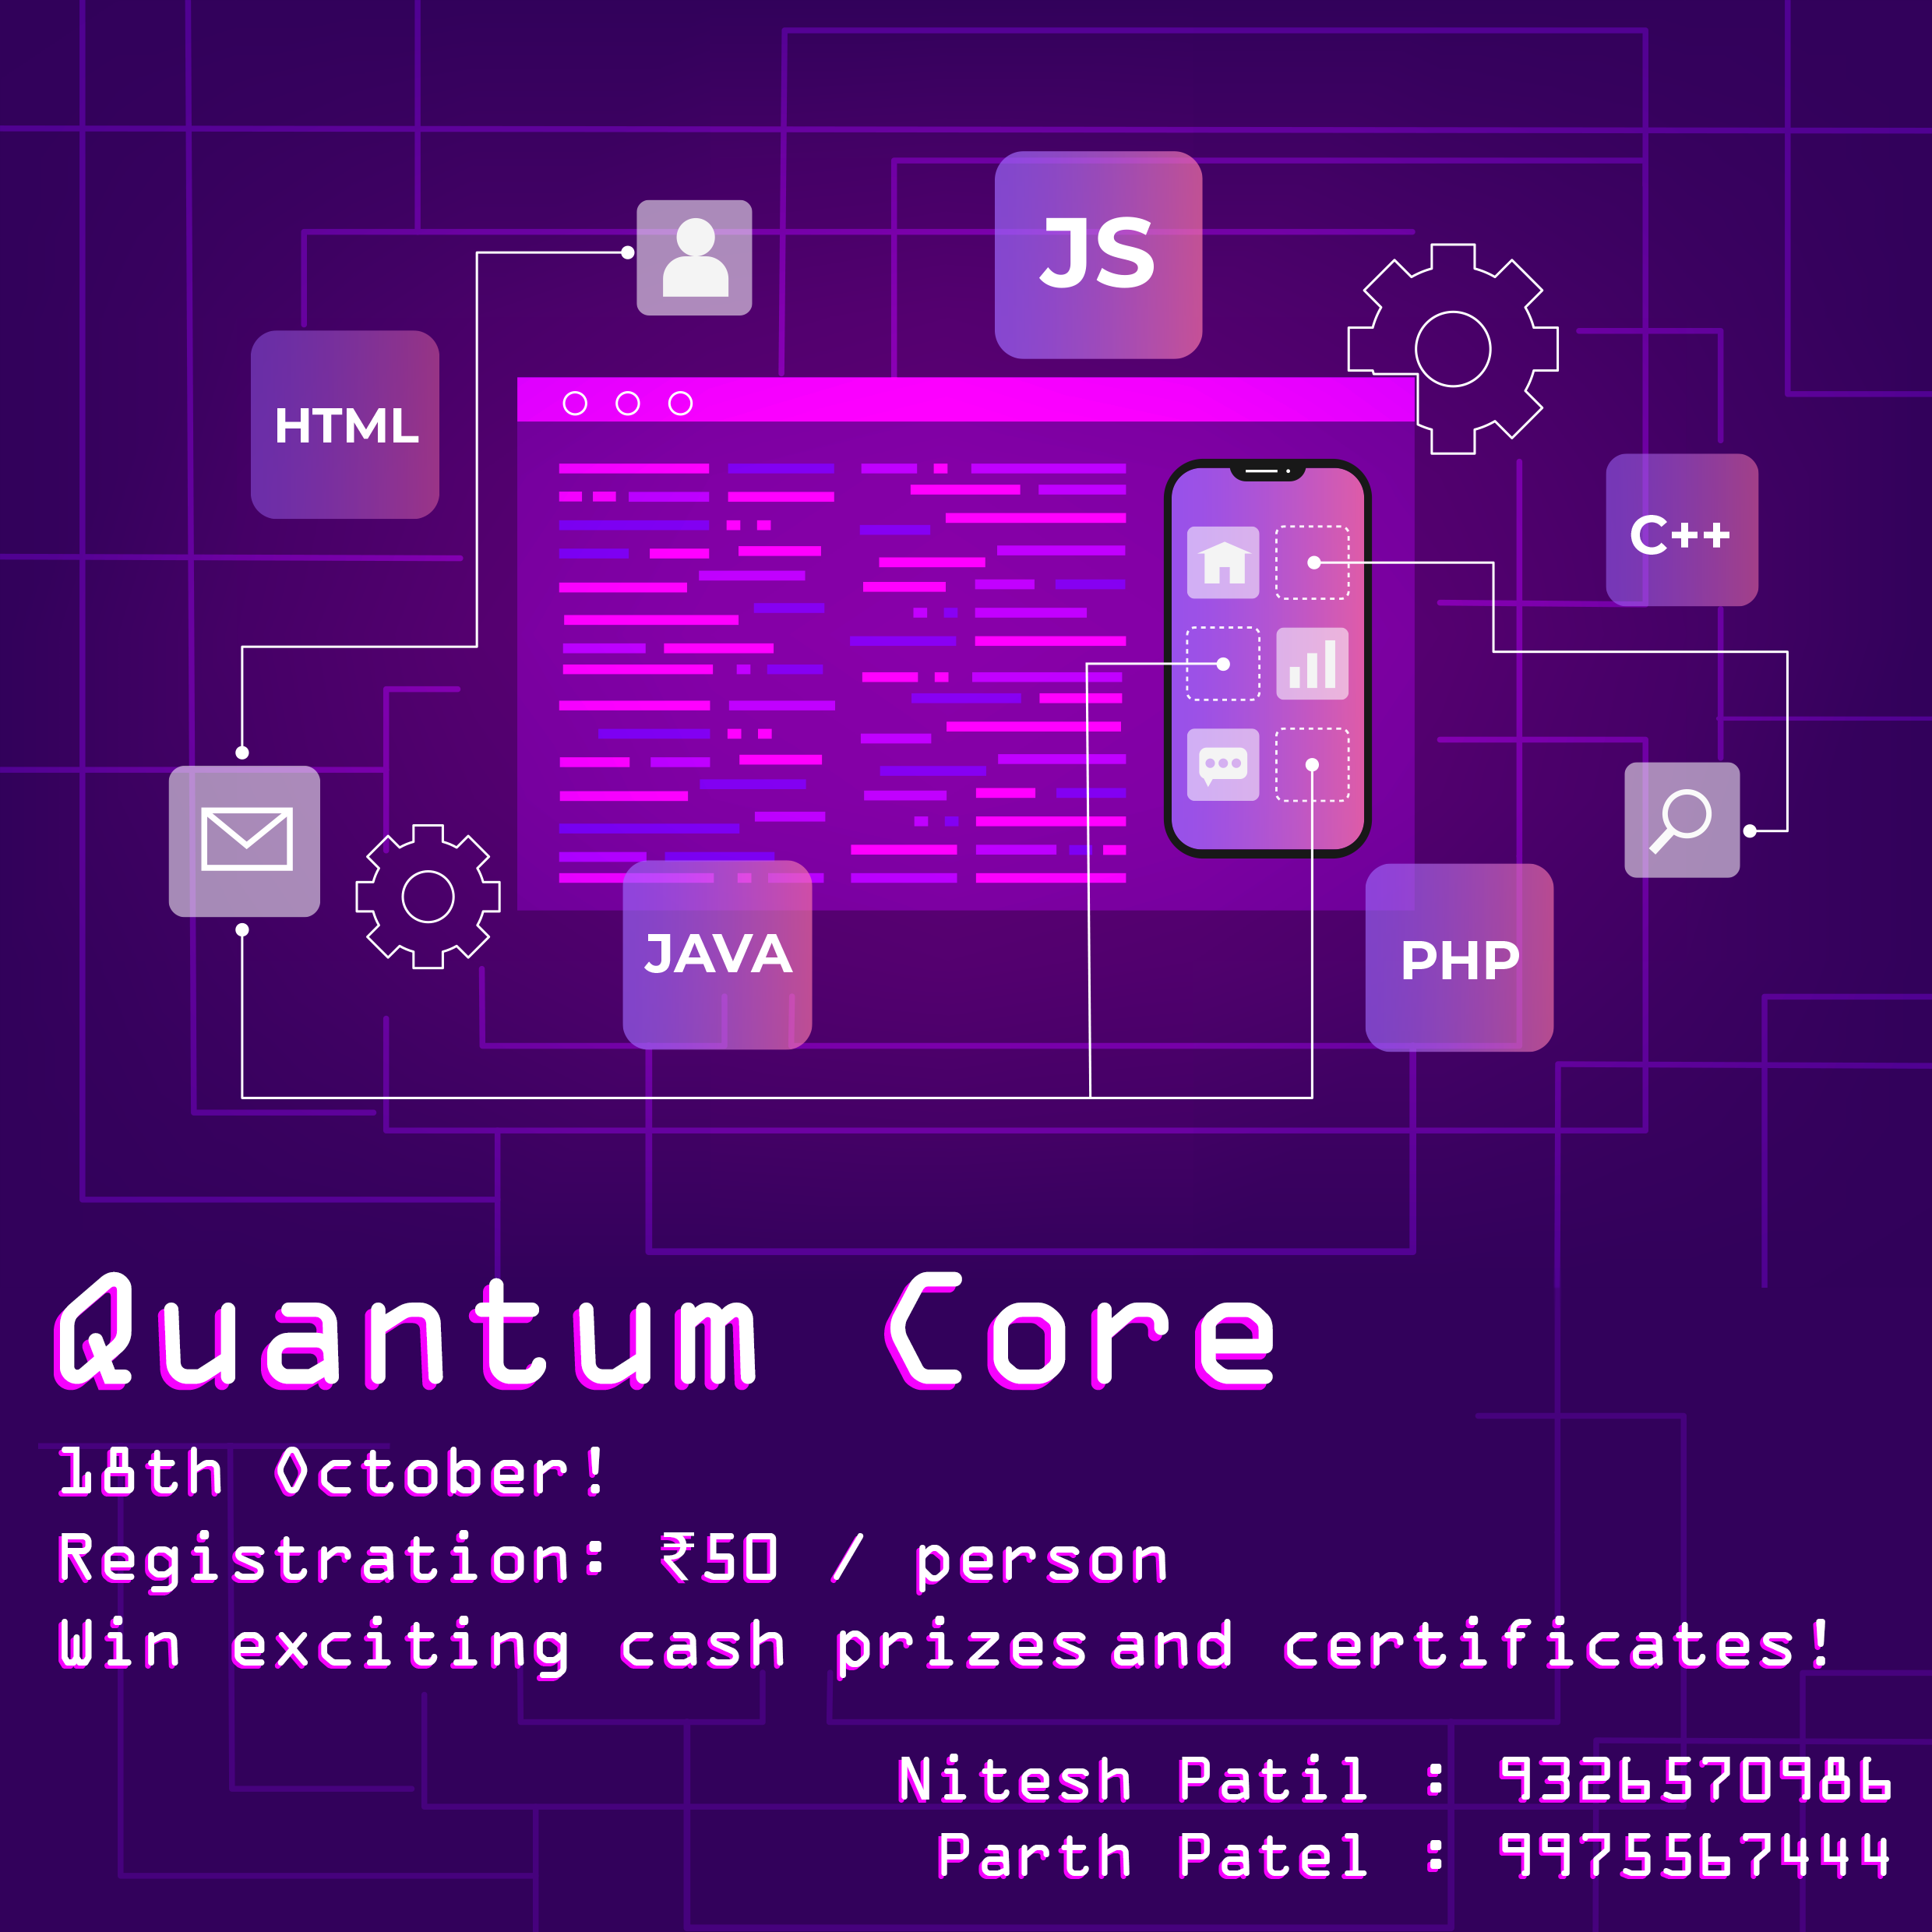 JS
HTML
C++
JAVA
PHP
Quantum Core
18th October!
Registration: ₹50 / person
Win exciting cash prizes and certificates!
Nitesh Patil : 9326570986
Parth Patel : 9975567444